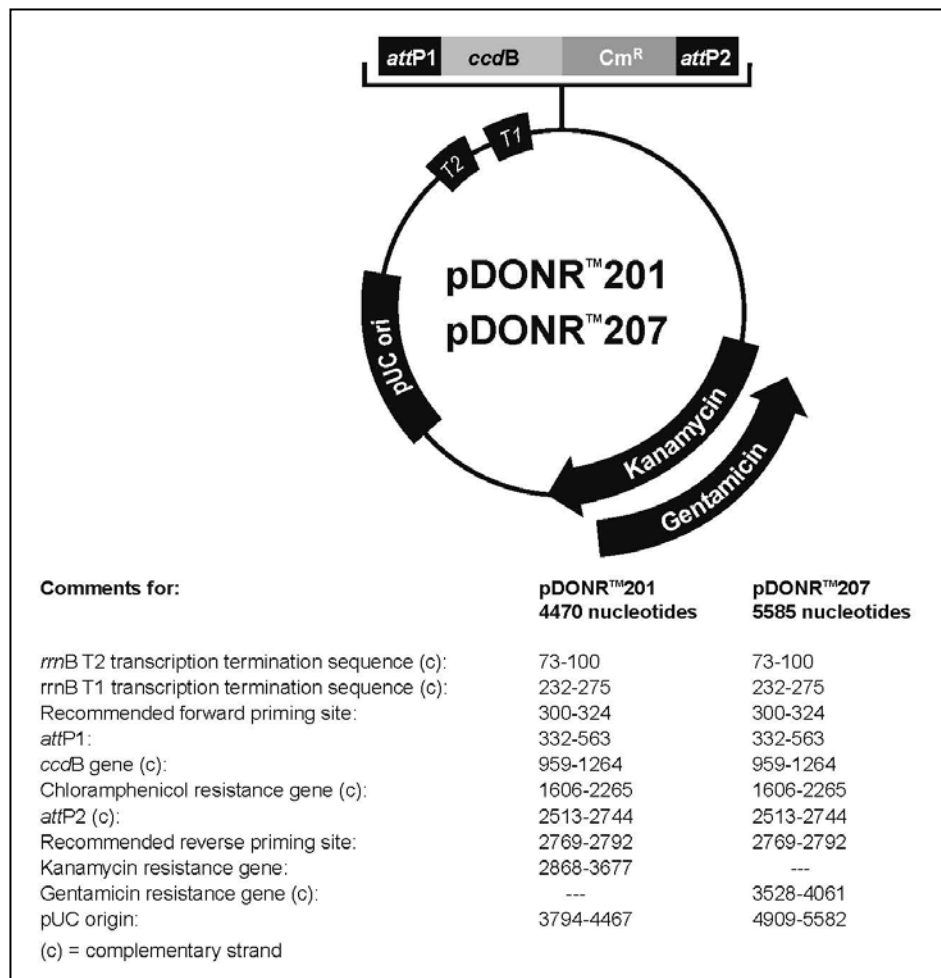 attP1 ccdB CmR attP2
T2 T1
pDONR™201
pDONR™207
pUC ori
Kanamycin
Gentamicin
Comments for: pDONR™201 pDONR™207
4470 nucleotides 5585 nucleotides
rrnB T2 transcription termination sequence (c): 73-100 73-100
rrnB T1 transcription termination sequence (c): 232-275 232-275
Recommended forward priming site: 300-324 300-324
attP1: 332-563 332-563
ccdB gene (c): 959-1264 959-1264
Chloramphenicol resistance gene (c): 1606-2265 1606-2265
attP2 (c): 2513-2744 2513-2744
Recommended reverse priming site: 2769-2792 2769-2792
Kanamycin resistance gene: 2868-3677 ---
Gentamicin resistance gene (c): --- 3528-4061
pUC origin: 3794-4467 4909-5582
(c) = complementary strand